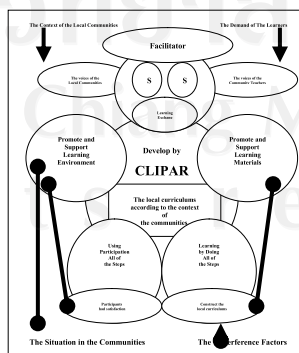 The Context of the Local Communities
The Demand of The Learners
Facilitator
The voices of the
Local Communities
S
S
The voices of the
Community Teachers
Learning
Promote and
Support
Learning
Environment
Develop by
CLIPAR
Promote and
Support
Learning
Materials
The local curriculums
according to the context
of
the communities
Using
Participation
All of
the Steps
Learning
by Doing
All of
the Steps
Participants
had satisfaction
Construct the
local curriculums
The Situation in the Communities
The Interference Factors